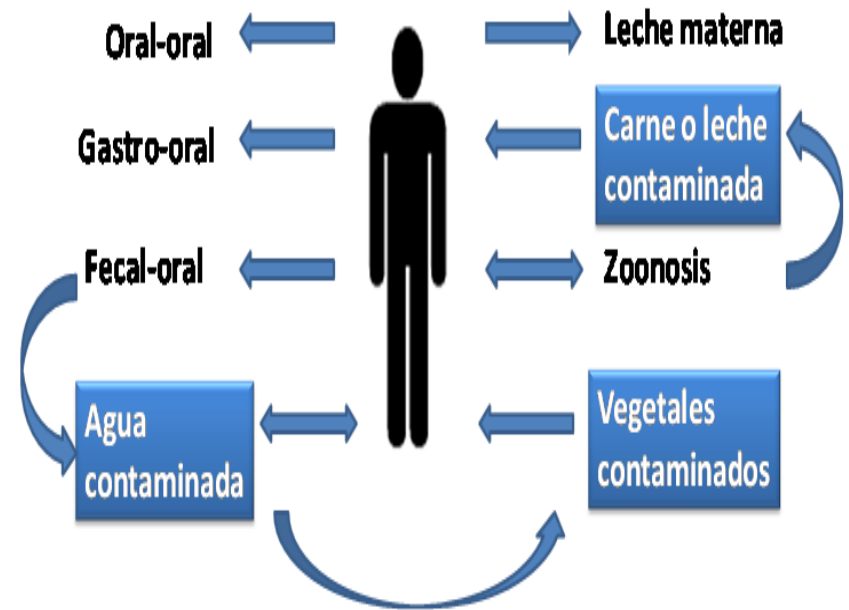 Oral-oral
Leche materna
Gastro-oral
Carne o leche
contaminada
Fecal-oral
Zoonosis
Agua
contaminada
Vegetales
contaminados